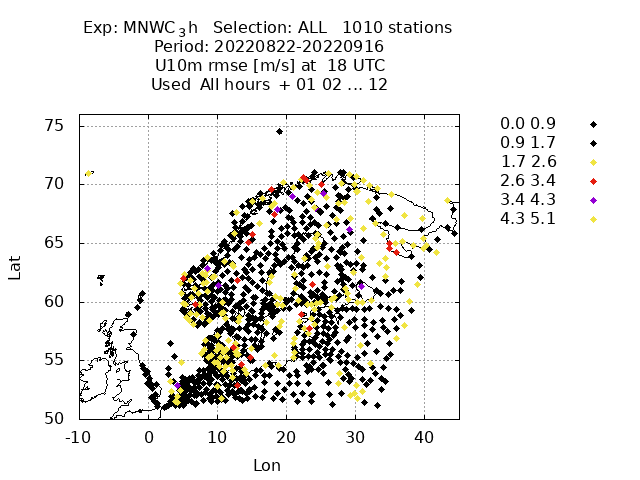 Exp: MNWC3h Selection: ALL 1010 stations
Period: 20220822-20220916
U10m rmse [m/s] at 18 UTC
Used All hours + 01 02 ... 12
0.0 0.9
0.9 1.7
1.7 2.6
2.6 3.4
3.4 4.3
4.3 5.1
75
70
65
60
55
50
Lat
-10 0 10 20 30 40
Lon